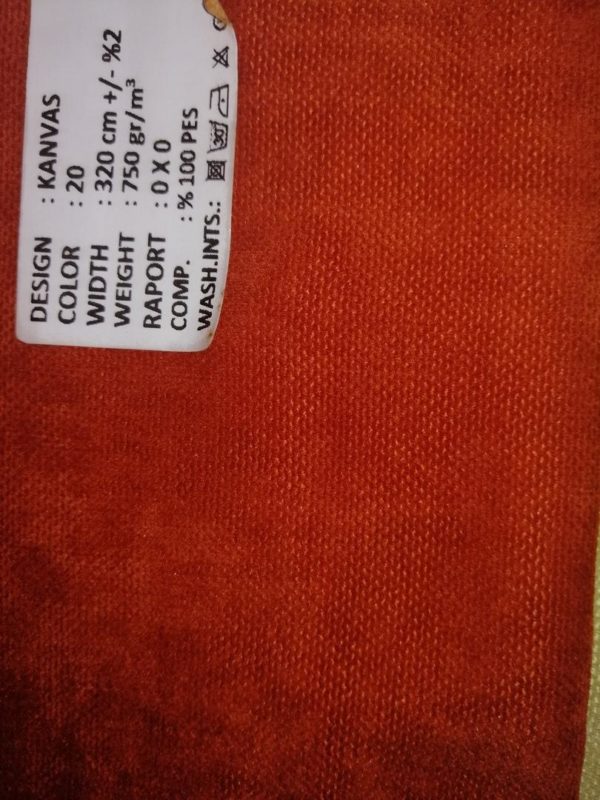 DESIGN : KANVAS
COLOR : 20
WIDTH : 320 cm +/- %2
WEIGHT : 750 gr/m³
RAPORT : 0 X 0
COMP. : % 100 PES
WASH.INTS.: 30